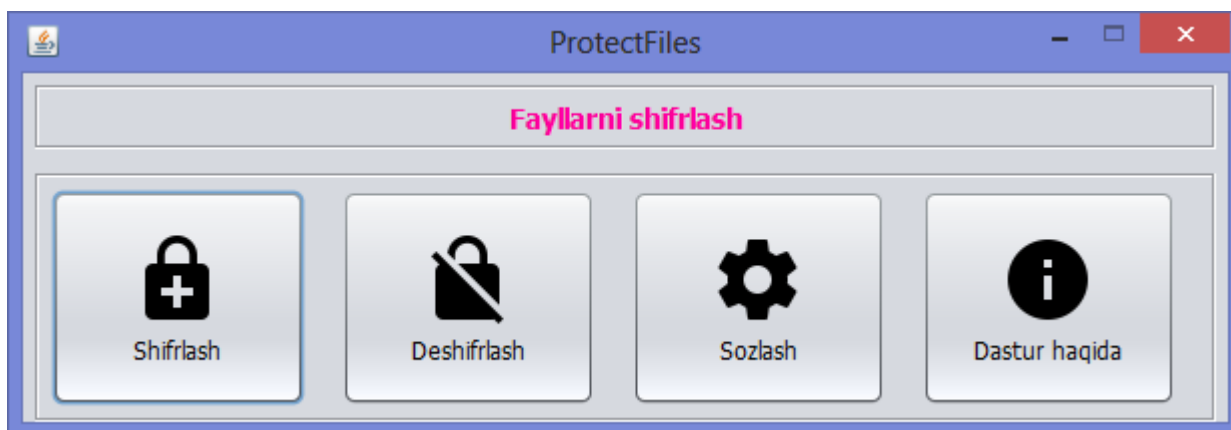 ProtectFiles
Fayllarni shifrlash
Shifrlash
Deshifrlash
Sozlash
Dastur haqida